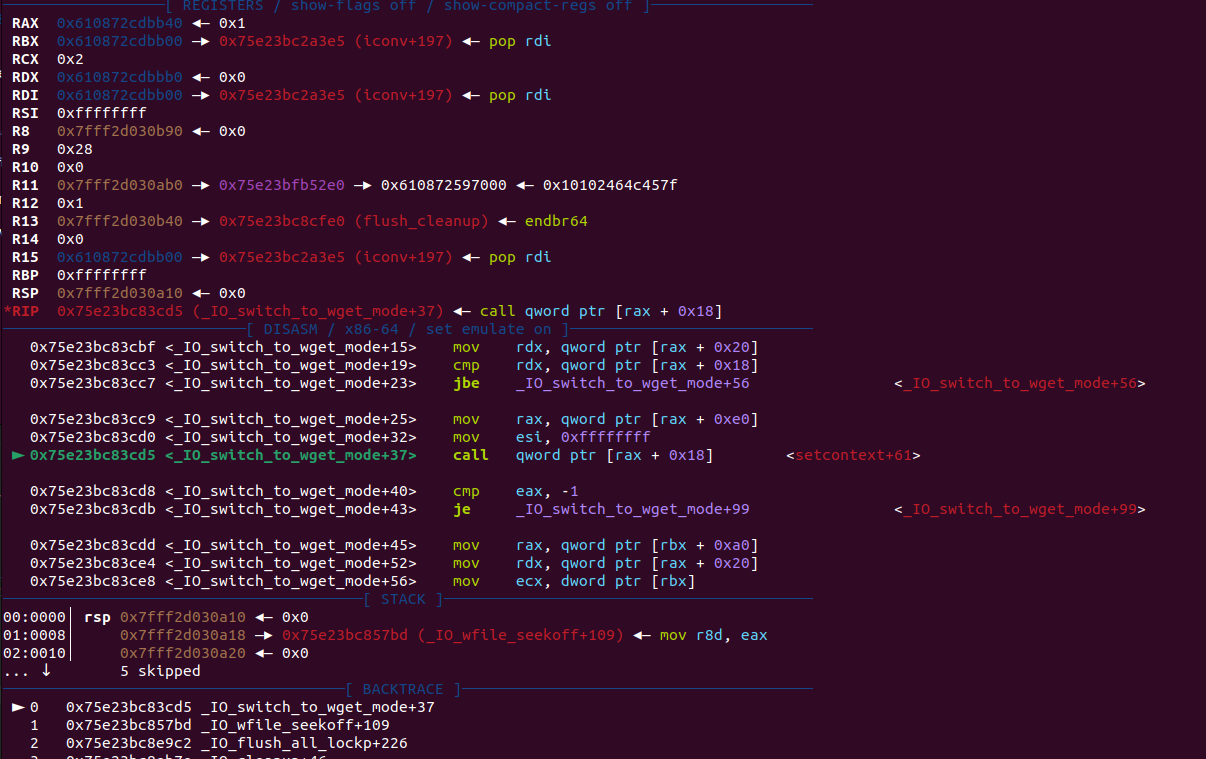 [ REGISTERS / show-flags off / show-compact-regs off ]
RAX 0x610872cdbb40 ◂— 0x1
RBX 0x610872cdbb00 —▸ 0x75e23bc2a3e5 (iconv+197) ◂— pop rdi
RCX 0x2
RDX 0x610872cdbbb0 ◂— 0x0
RDI 0x610872cdbb00 —▸ 0x75e23bc2a3e5 (iconv+197) ◂— pop rdi
RSI 0xffffffff
R8 0x7fff2d030b90 ◂— 0x0
R9 0x28
R10 0x0
R11 0x7fff2d030ab0 —▸ 0x75e23bfb52e0 —▸ 0x610872597000 ◂— 0x10102464c457f
R12 0x1
R13 0x7fff2d030b40 —▸ 0x75e23bc8cfe0 (flush_cleanup) ◂— endbr64
R14 0x0
R15 0x610872cdbb00 —▸ 0x75e23bc2a3e5 (iconv+197) ◂— pop rdi
RBP 0xffffffff
RSP 0x7fff2d030a10 ◂— 0x0
*RIP 0x75e23bc83cd5 (_IO_switch_to_wget_mode+37) ◂— call qword ptr [rax + 0x18]
[ DISASM / x86-64 / set emulate on ]
0x75e23bc83cbf <_IO_switch_to_wget_mode+15> mov rdx, qword ptr [rax + 0x20]
0x75e23bc83cc3 <_IO_switch_to_wget_mode+19> cmp rdx, qword ptr [rax + 0x18]
0x75e23bc83cc7 <_IO_switch_to_wget_mode+23> jbe _IO_switch_to_wget_mode+56 <_IO_switch_to_wget_mode+56>
0x75e23bc83cc9 <_IO_switch_to_wget_mode+25> mov rax, qword ptr [rax + 0xe0]
0x75e23bc83cd0 <_IO_switch_to_wget_mode+32> mov esi, 0xffffffff
► 0x75e23bc83cd5 <_IO_switch_to_wget_mode+37> call qword ptr [rax + 0x18] <setcontext+61>
0x75e23bc83cd8 <_IO_switch_to_wget_mode+40> cmp eax, -1
0x75e23bc83cdb <_IO_switch_to_wget_mode+43> je _IO_switch_to_wget_mode+99 <_IO_switch_to_wget_mode+99>
0x75e23bc83cdd <_IO_switch_to_wget_mode+45> mov rax, qword ptr [rbx + 0xa0]
0x75e23bc83ce4 <_IO_switch_to_wget_mode+52> mov rdx, qword ptr [rax + 0x20]
0x75e23bc83ce8 <_IO_switch_to_wget_mode+56> mov ecx, dword ptr [rbx]
[ STACK ]
00:0000│ rsp 0x7fff2d030a10 ◂— 0x0
01:0008│ 0x7fff2d030a18 —▸ 0x75e23bc857bd (_IO_wfile_seekoff+109) ◂— mov r8d, eax
02:0010│ 0x7fff2d030a20 ◂— 0x0
... ↓ 5 skipped
[ BACKTRACE ]
► 0 0x75e23bc83cd5 _IO_switch_to_wget_mode+37
1 0x75e23bc857bd _IO_wfile_seekoff+109
2 0x75e23bc8e9c2 _IO_flush_all_lockp+226